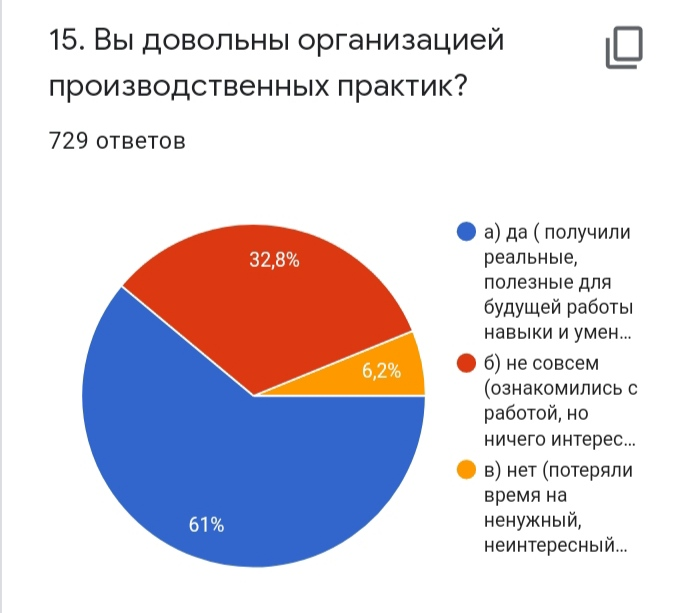 15. Вы довольны организацией
производственных практик?
729 ответов
32,8%
6,2%
61%
а) да ( получили
реальные,
полезные для
будущей работы
навыки и умен...
б) не совсем
(ознакомились с
работой, но
ничего интерес...
в) нет (потеряли
время на
ненужный,
неинтересный...